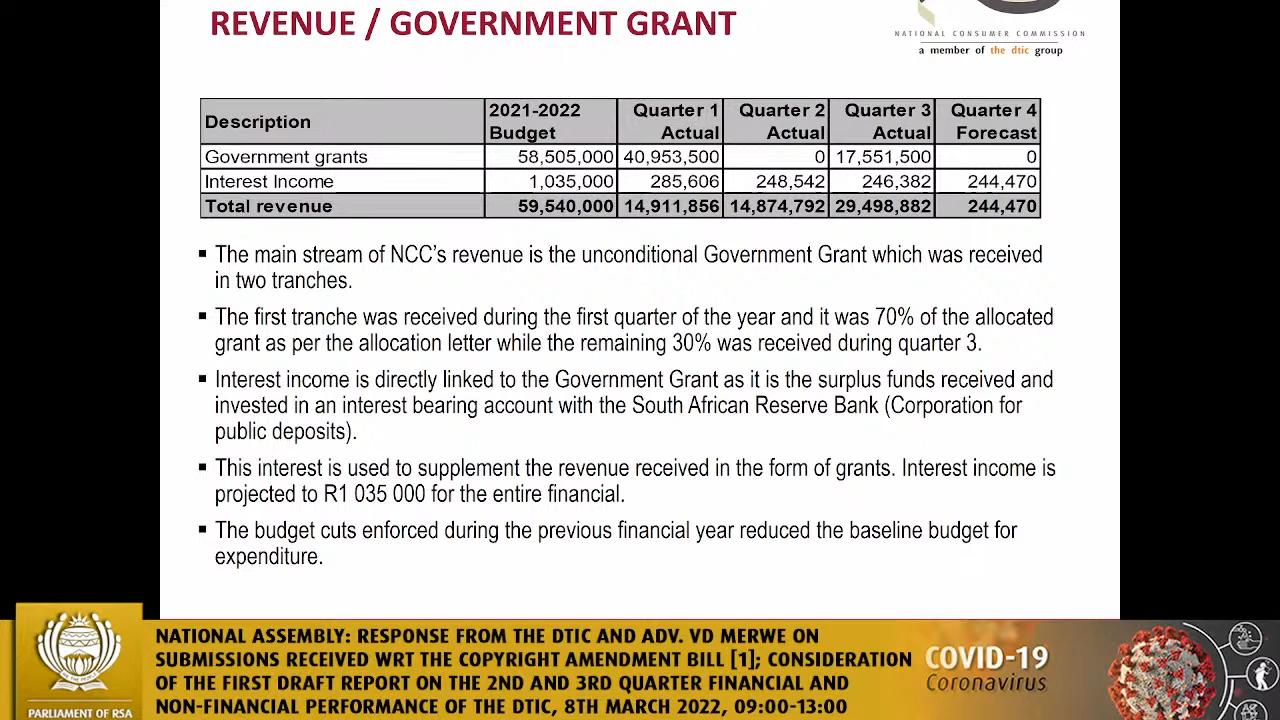 REVENUE / GOVERNMENT GRANT
NATIONAL CONSUMER COMMISSION
a member of the dtic group
Description 2021-2022 Budget Quarter 1 Actual Quarter 2 Actual Quarter 3 Actual Quarter 4 Forecast
Government grants 58,505,000 40,953,500 0 17,551,500 0
Interest Income 1,035,000 285,606 248,542 246,382 244,470
Total revenue 59,540,000 14,911,856 14,874,792 29,498,882 244,470
▪ The main stream of NCC's revenue is the unconditional Government Grant which was received
in two tranches.
▪ The first tranche was received during the first quarter of the year and it was 70% of the allocated
grant as per the allocation letter while the remaining 30% was received during quarter 3.
▪ Interest income is directly linked to the Government Grant as it is the surplus funds received and
invested in an interest bearing account with the South African Reserve Bank (Corporation for
public deposits).
▪ This interest is used to supplement the revenue received in the form of grants. Interest income is
projected to R1 035 000 for the entire financial.
▪ The budget cuts enforced during the previous financial year reduced the baseline budget for
expenditure.
NATIONAL ASSEMBLY: RESPONSE FROM THE DTIC AND ADV. VD MERWE ON
SUBMISSIONS RECEIVED WRT THE COPYRIGHT AMENDMENT BILL [1]; CONSIDERATION
OF THE FIRST DRAFT REPORT ON THE 2ND AND 3RD QUARTER FINANCIAL AND
NON-FINANCIAL PERFORMANCE OF THE DTIC, 8TH MARCH 2022, 09:00-13:00
PARLIAMENT OF RSA
COVID-19
Coronavirus